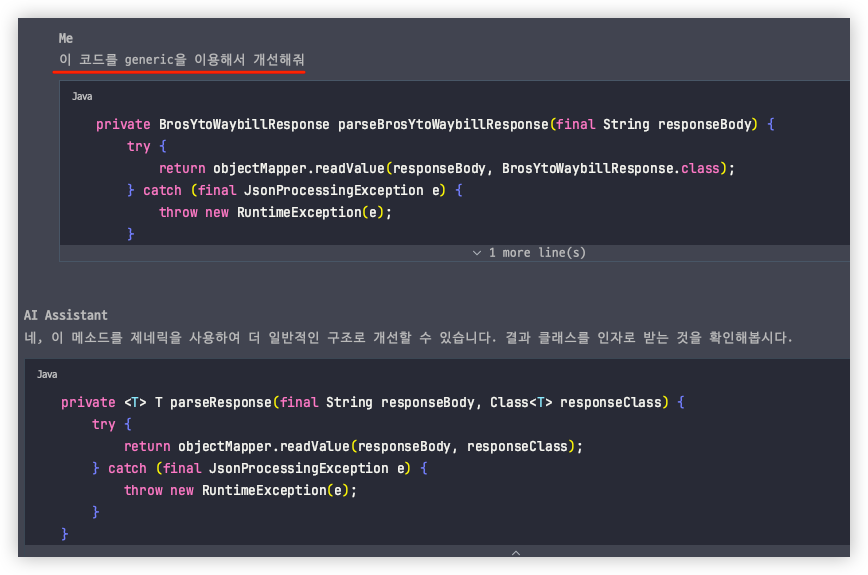 Me
이 코드를 generic을 이용해서 개선해줘
Java
private BrosYtoWaybillResponse parseBrosYtoWaybillResponse(final String responseBody) {
try {
return objectMapper.readValue(responseBody, BrosYtoWaybillResponse.class);
} catch (final JsonProcessingException e) {
throw new RuntimeException(e);
}
1 more line(s)
AI Assistant
네, 이 메소드를 제네릭을 사용하여 더 일반적인 구조로 개선할 수 있습니다. 결과 클래스를 인자로 받는 것을 확인해봅시다.
Java
private <T> T parseResponse(final String responseBody, Class<T> responseClass) {
try {
return objectMapper.readValue(responseBody, responseClass);
} catch (final JsonProcessingException e) {
throw new RuntimeException(e);
}
}